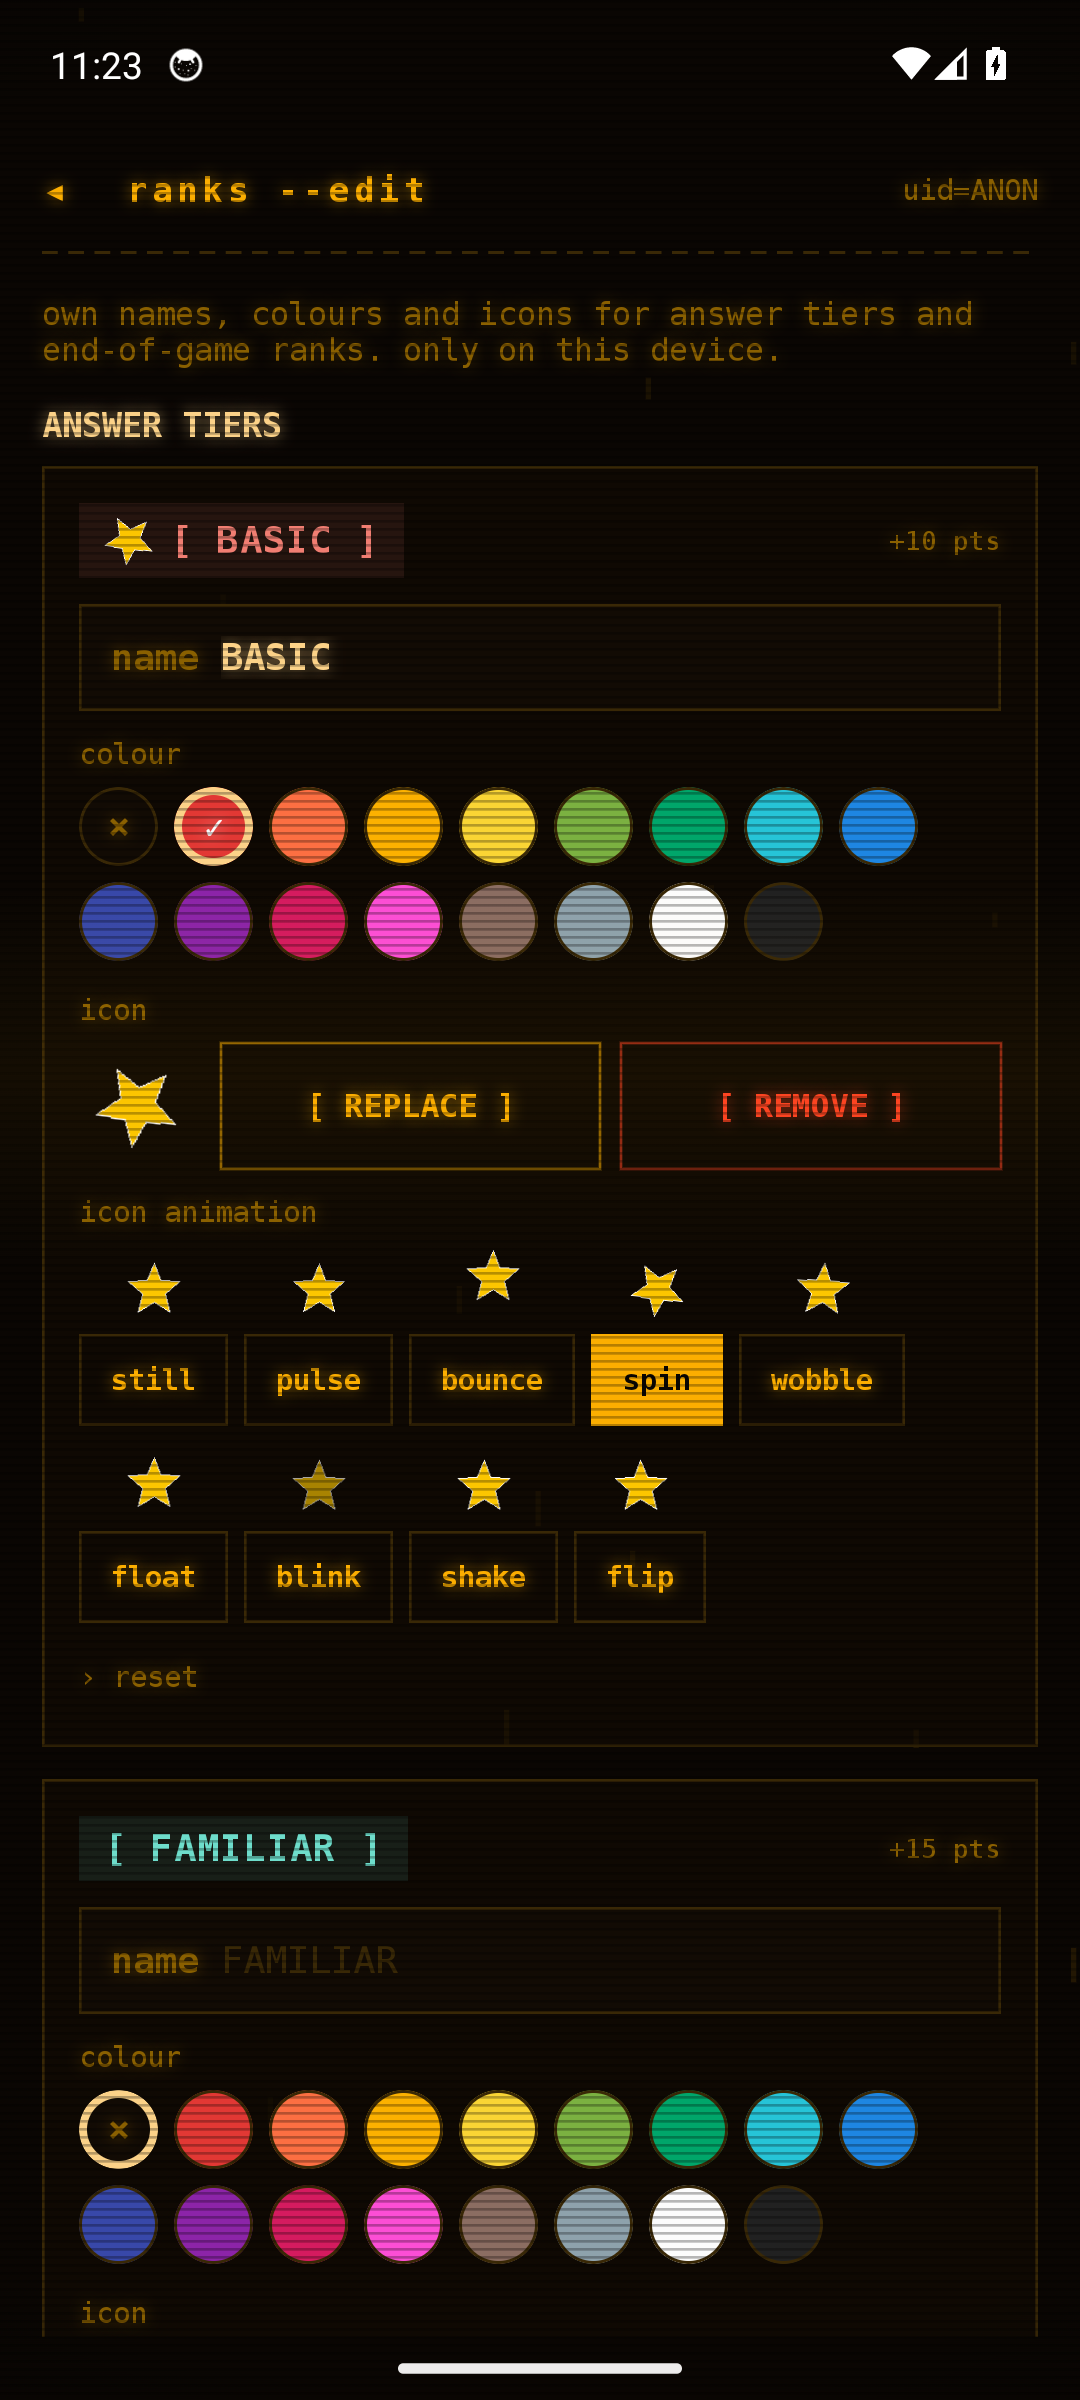 11:23
◂ ranks --edit uid=ANON
own names, colours and icons for answer tiers and
end-of-game ranks. only on this device.
ANSWER TIERS
[ BASIC ] +10 pts
name BASIC
colour
× ✓
icon
[ REPLACE ] [ REMOVE ]
icon animation
still pulse bounce spin wobble
float blink shake flip
› reset
[ FAMILIAR ] +15 pts
name FAMILIAR
colour
×
icon